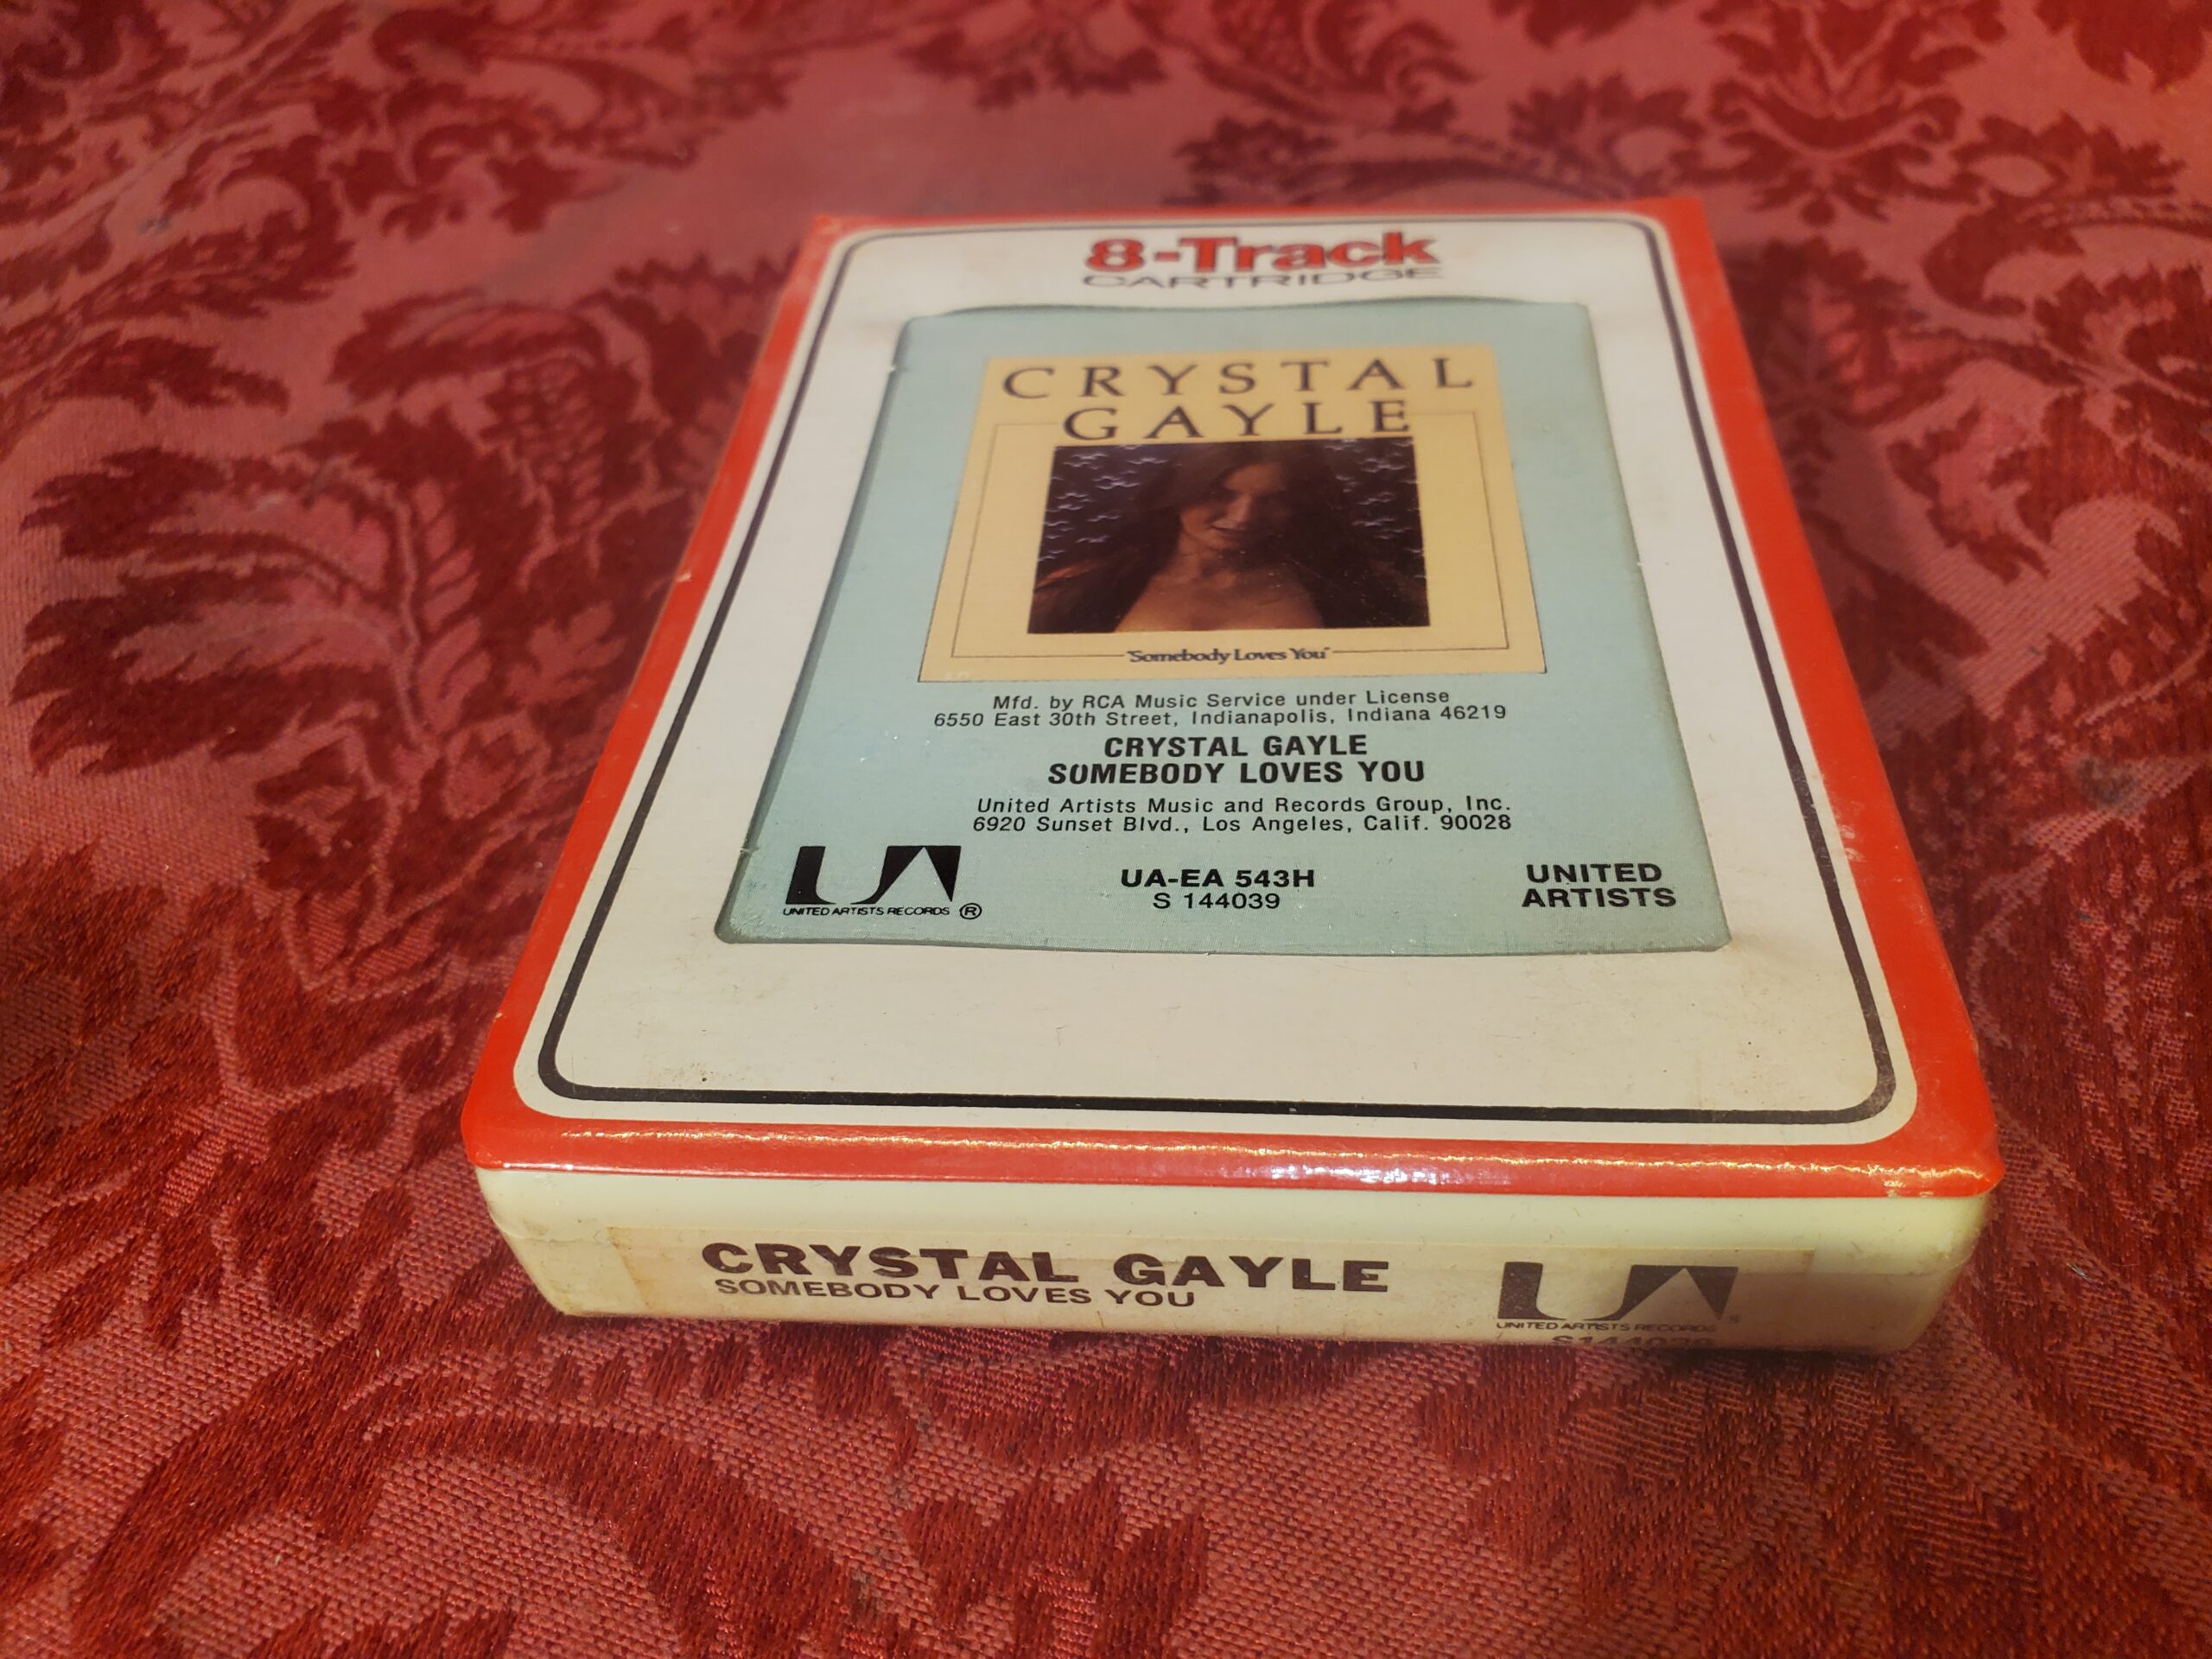 8-Track
CARTRIDGE
CRYSTAL
GAYLE
"Somebody Loves You"
Mfd. by RCA Music Service under License
6550 East 30th Street, Indianapolis, Indiana 46219
CRYSTAL GAYLE
SOMEBODY LOVES YOU
United Artists Music and Records Group, Inc.
6920 Sunset Blvd., Los Angeles, Calif. 90028
UA
UNITED ARTISTS RECORDS ®
UA-EA 543H
S 144039
UNITED
ARTISTS
CRYSTAL GAYLE
SOMEBODY LOVES YOU
UA
UNITED ARTISTS RECORDS ®
S144039